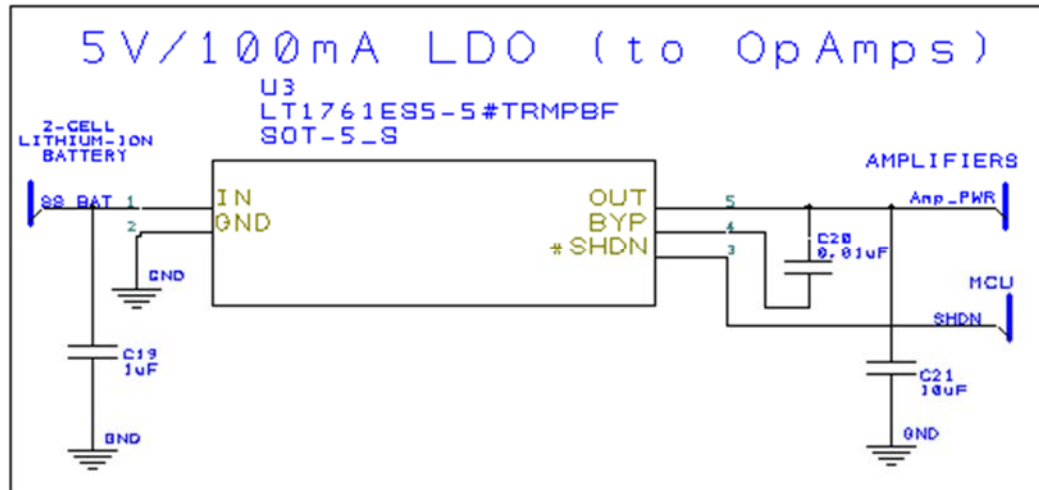 5V/100mA LDO (to OpAmps)
U3
LT1761ES5-5#TRMPBF
SOT-5_S
2-CELL
LITHIUM-ION
BATTERY
AMPLIFIERS
SS BAT
1
IN
OUT
5
Amp_PWR
2
GND
BYP
4
#SHDN
3
C20
0.01uF
GND
MCU
SHDN
C19
1uF
C21
10uF
GND
GND